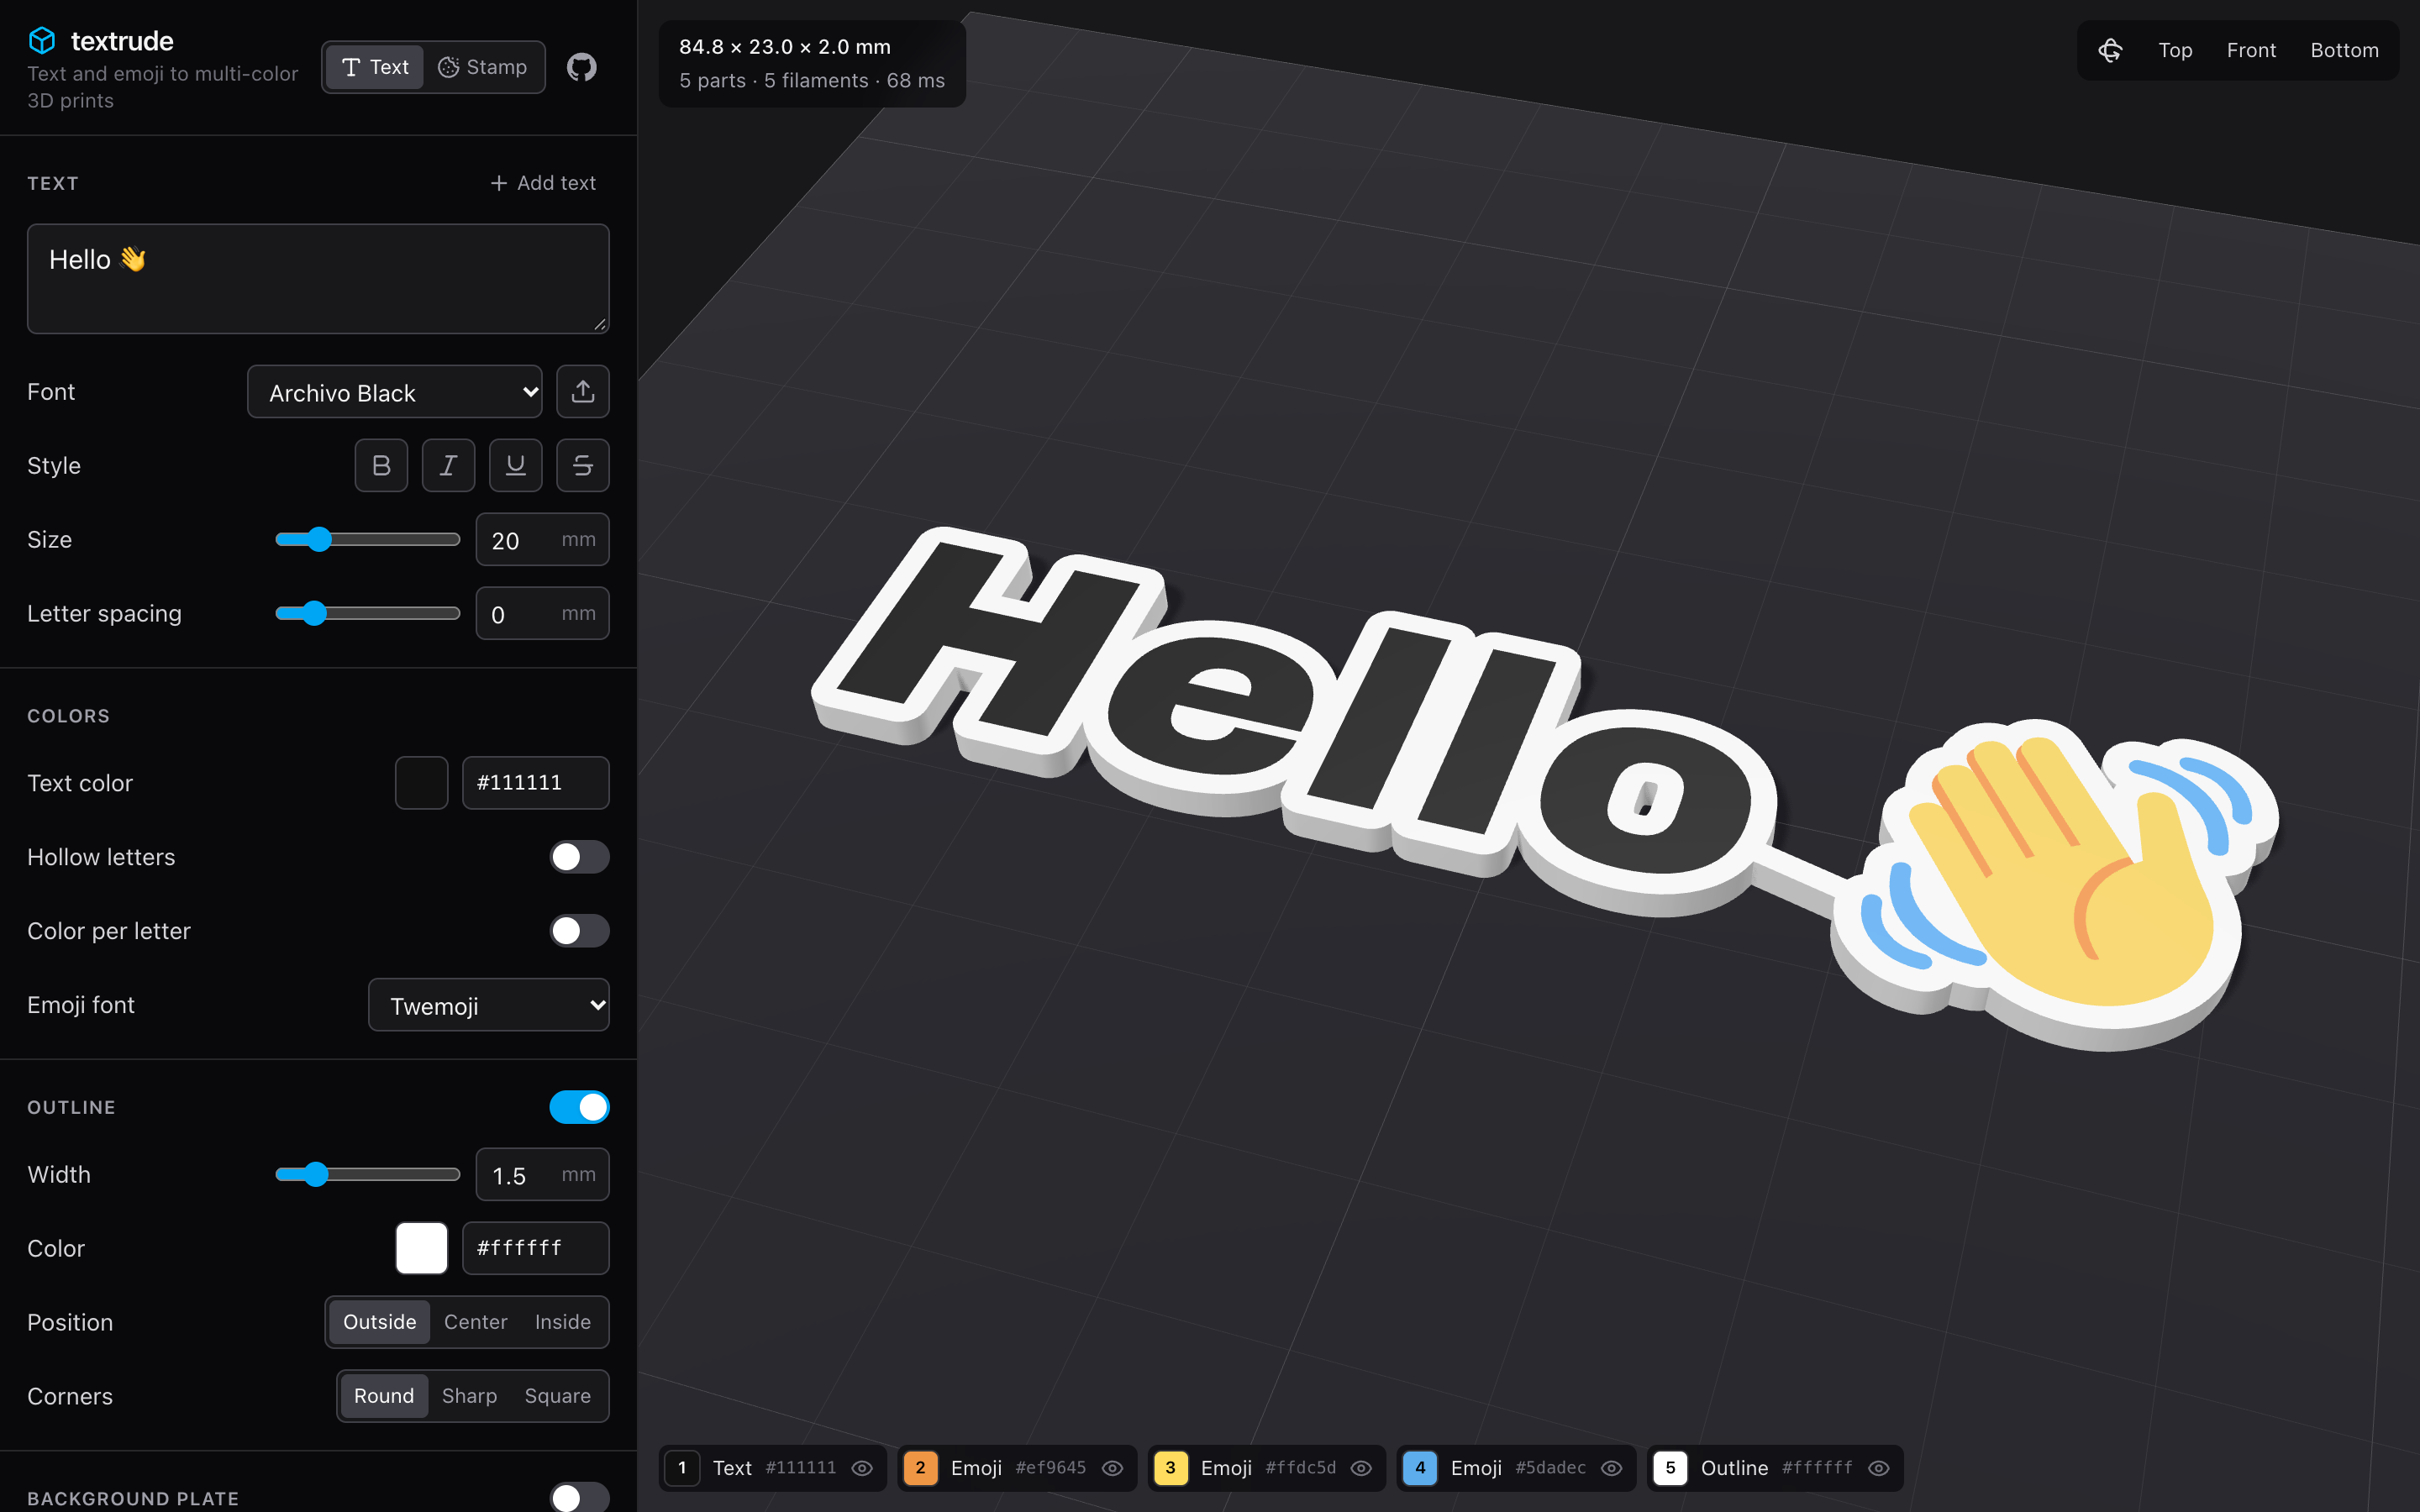 textrude
Text and emoji to multi-color
3D prints
Text
Stamp
TEXT
Add text
Hello 👋
Font
Archivo Black
Style
B I U S
Size
20 mm
Letter spacing
0 mm
COLORS
Text color
#111111
Hollow letters
Color per letter
Emoji font
Twemoji
OUTLINE
Width
1.5 mm
Color
#ffffff
Position
Outside Center Inside
Corners
Round Sharp Square
BACKGROUND PLATE
84.8 × 23.0 × 2.0 mm
5 parts · 5 filaments · 68 ms
Top Front Bottom
Hello
1 Text #111111
2 Emoji #ef9645
3 Emoji #ffdc5d
4 Emoji #5dadec
5 Outline #ffffff